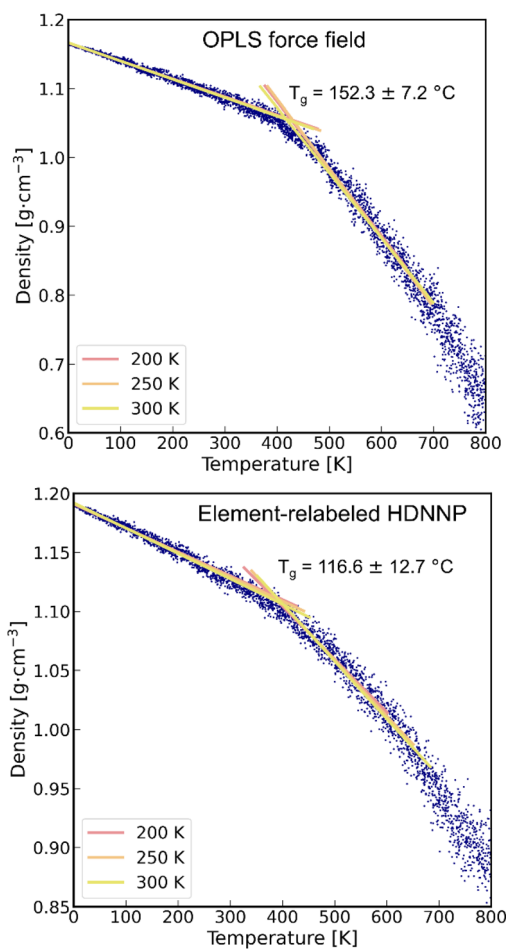 OPLS force field
Tg = 152.3 ± 7.2 °C
1.2
1.1
1.0
0.9
0.8
0.7
0.6
Density [g·cm⁻³]
200 K
250 K
300 K
0 100 200 300 400 500 600 700 800
Temperature [K]
Element-relabeled HDNNP
Tg = 116.6 ± 12.7 °C
1.20
1.15
1.10
1.05
1.00
0.95
0.90
0.85
Density [g·cm⁻³]
200 K
250 K
300 K
0 100 200 300 400 500 600 700 800
Temperature [K]